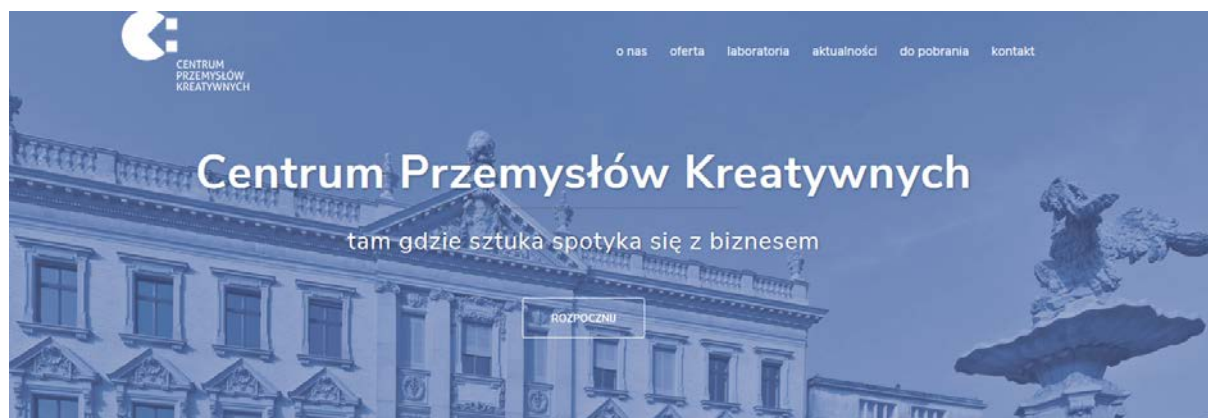 CENTRUM
PRZEMYSŁÓW
KREATYWNYCH
o nas oferta laboratoria aktualności do pobrania kontakt
Centrum Przemysłów Kreatywnych
tam gdzie sztuka spotyka się z biznesem
ROZPOCZNIJ